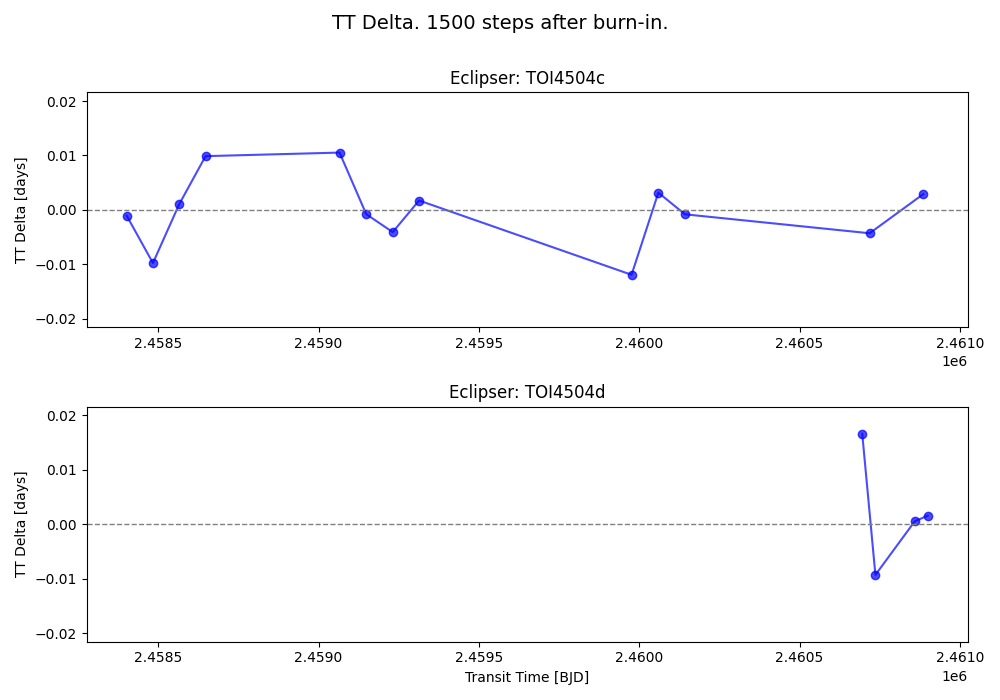 TT Delta. 1500 steps after burn-in.
Eclipser: TOI4504c
0.02
0.01
0.00
−0.01
−0.02
TT Delta [days]
2.4585 2.4590 2.4595 2.4600 2.4605 2.4610
1e6
Eclipser: TOI4504d
0.02
0.01
0.00
−0.01
−0.02
TT Delta [days]
2.4585 2.4590 2.4595 2.4600 2.4605 2.4610
1e6
Transit Time [BJD]